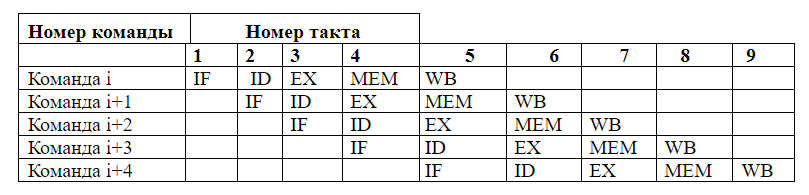 Номер команды Номер такта
1 2 3 4 5 6 7 8 9
Команда i IF ID EX MEM WB
Команда i+1 IF ID EX MEM WB
Команда i+2 IF ID EX MEM WB
Команда i+3 IF ID EX MEM WB
Команда i+4 IF ID EX MEM WB